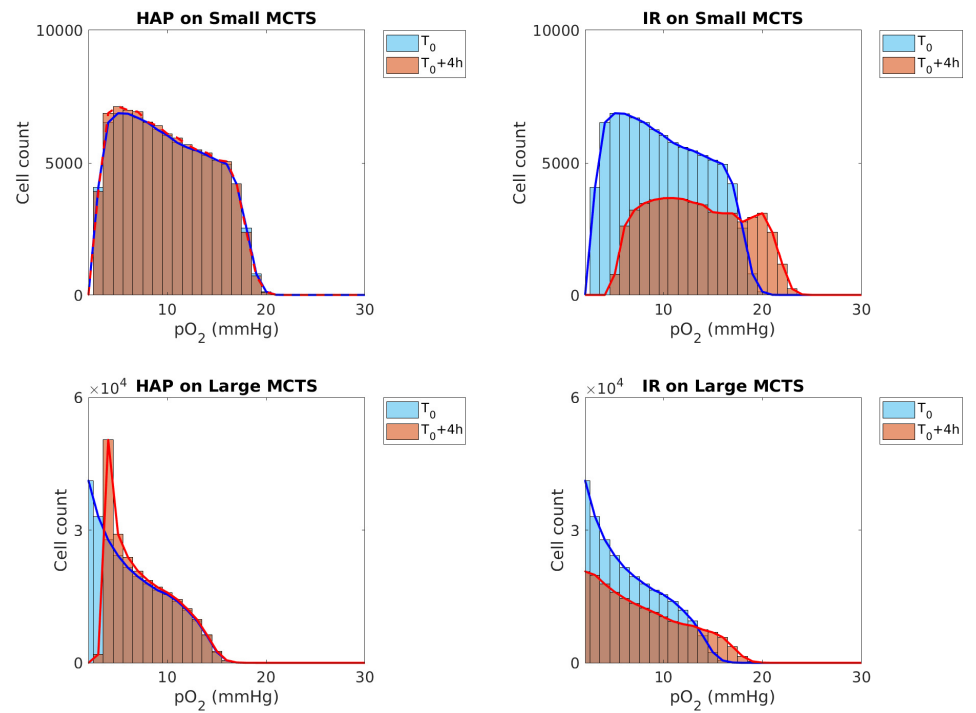 HAP on Small MCTS
10000
5000
0
Cell count
10
20
30
pO2 (mmHg)
T0
T0+4h
IR on Small MCTS
10000
5000
0
Cell count
10
20
30
pO2 (mmHg)
T0
T0+4h
×10^4
HAP on Large MCTS
6
3
0
Cell count
10
20
30
pO2 (mmHg)
T0
T0+4h
×10^4
IR on Large MCTS
6
3
0
Cell count
10
20
30
pO2 (mmHg)
T0
T0+4h